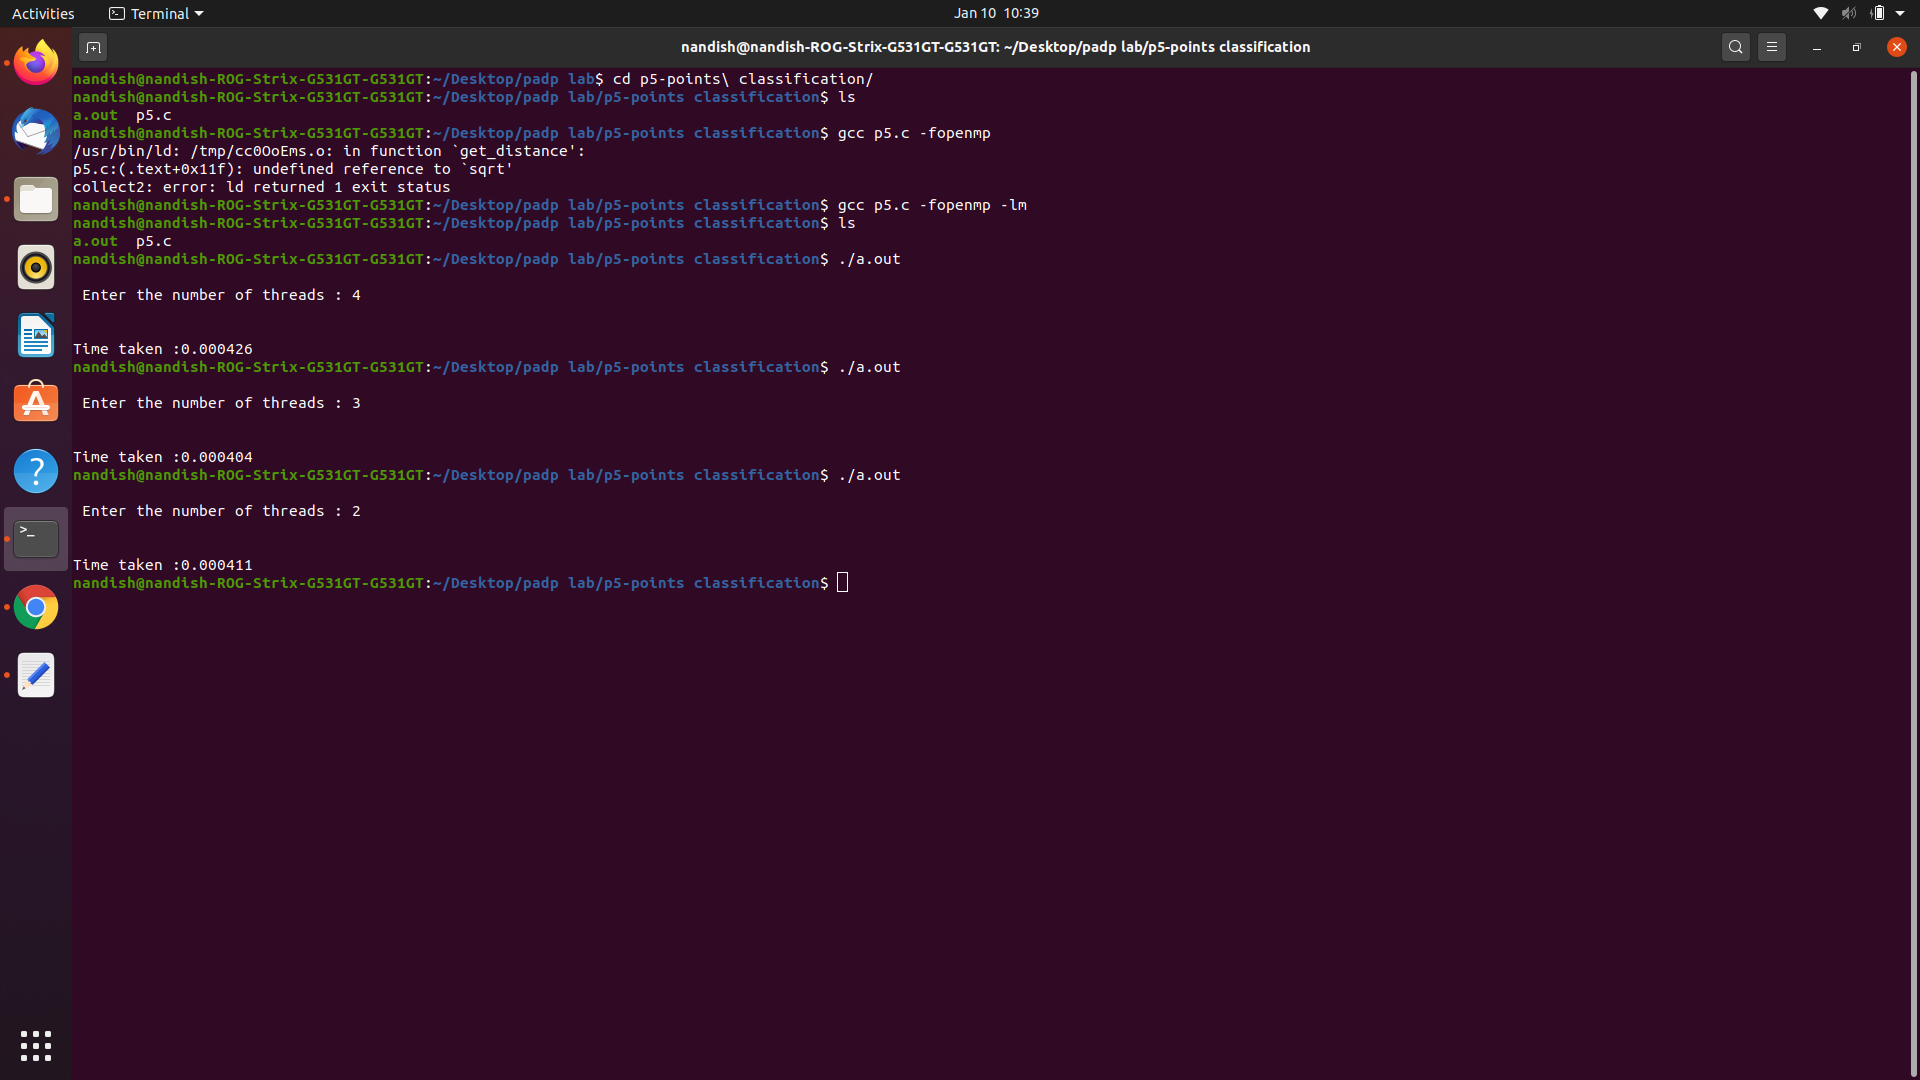 Activities Terminal Jan 10 10:39
nandish@nandish-ROG-Strix-G531GT-G531GT: ~/Desktop/padp lab/p5-points classification
nandish@nandish-ROG-Strix-G531GT-G531GT:~/Desktop/padp lab$ cd p5-points\ classification/
nandish@nandish-ROG-Strix-G531GT-G531GT:~/Desktop/padp lab/p5-points classification$ ls
a.out  p5.c
nandish@nandish-ROG-Strix-G531GT-G531GT:~/Desktop/padp lab/p5-points classification$ gcc p5.c -fopenmp
/usr/bin/ld: /tmp/cc0OoEms.o: in function `get_distance':
p5.c:(.text+0x11f): undefined reference to `sqrt'
collect2: error: ld returned 1 exit status
nandish@nandish-ROG-Strix-G531GT-G531GT:~/Desktop/padp lab/p5-points classification$ gcc p5.c -fopenmp -lm
nandish@nandish-ROG-Strix-G531GT-G531GT:~/Desktop/padp lab/p5-points classification$ ls
a.out  p5.c
nandish@nandish-ROG-Strix-G531GT-G531GT:~/Desktop/padp lab/p5-points classification$ ./a.out
Enter the number of threads : 4
Time taken :0.000426
nandish@nandish-ROG-Strix-G531GT-G531GT:~/Desktop/padp lab/p5-points classification$ ./a.out
Enter the number of threads : 3
Time taken :0.000404
nandish@nandish-ROG-Strix-G531GT-G531GT:~/Desktop/padp lab/p5-points classification$ ./a.out
Enter the number of threads : 2
Time taken :0.000411
nandish@nandish-ROG-Strix-G531GT-G531GT:~/Desktop/padp lab/p5-points classification$